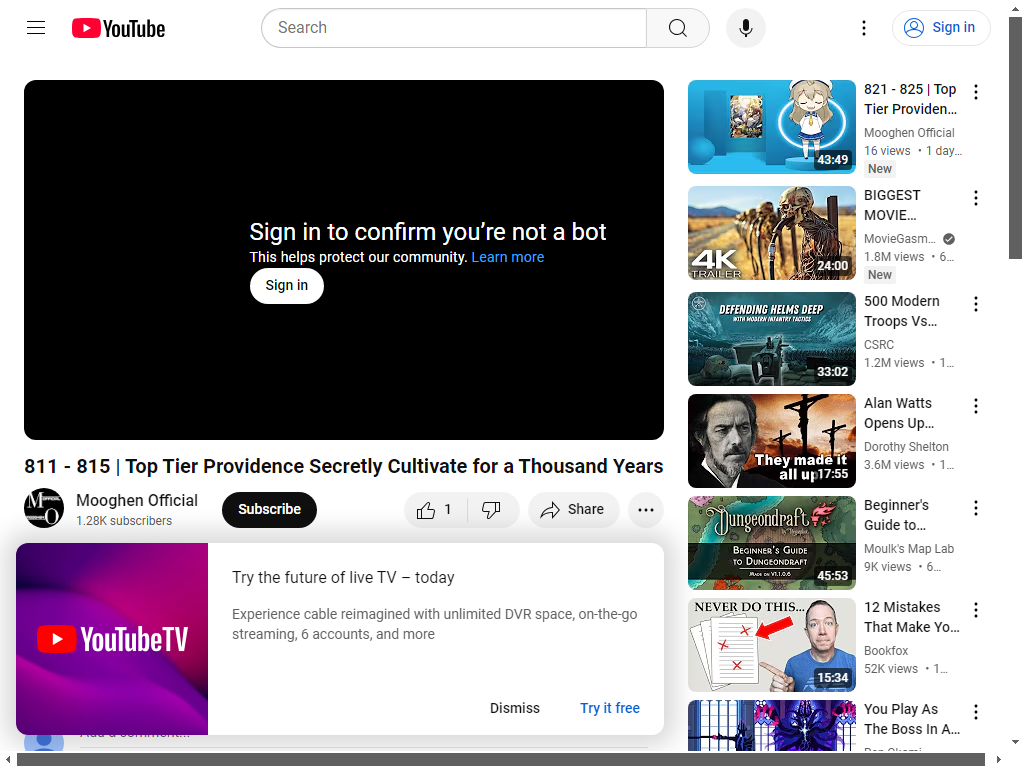 YouTube
Search
Sign in
Sign in to confirm you're not a bot
This helps protect our community. Learn more
Sign in
811 - 815 | Top Tier Providence Secretly Cultivate for a Thousand Years
Mooghen Official
1.28K subscribers
Subscribe
1
Share
YouTubeTV
Try the future of live TV – today
Experience cable reimagined with unlimited DVR space, on-the-go
streaming, 6 accounts, and more
Dismiss
Try it free
Add a comment...
43:49
821 - 825 | Top
Tier Providen...
Mooghen Official
16 views • 1 day...
New
4K
TRAILER
24:00
BIGGEST
MOVIE...
MovieGasm...
1.8M views • 6...
New
DEFENDING HELMS DEEP
WITH MODERN INFANTRY TACTICS
33:02
500 Modern
Troops Vs...
CSRC
1.2M views • 1...
They made it
all up
17:55
Alan Watts
Opens Up...
Dorothy Shelton
3.6M views • 1...
Dungeondraft
BEGINNER'S GUIDE
TO DUNGEONDRAFT
MADE ON V1.1.0.6
45:53
Beginner's
Guide to...
Moulk's Map Lab
9K views • 6...
NEVER DO THIS...
15:34
12 Mistakes
That Make Yo...
Bookfox
52K views • 1...
You Play As
The Boss In A...